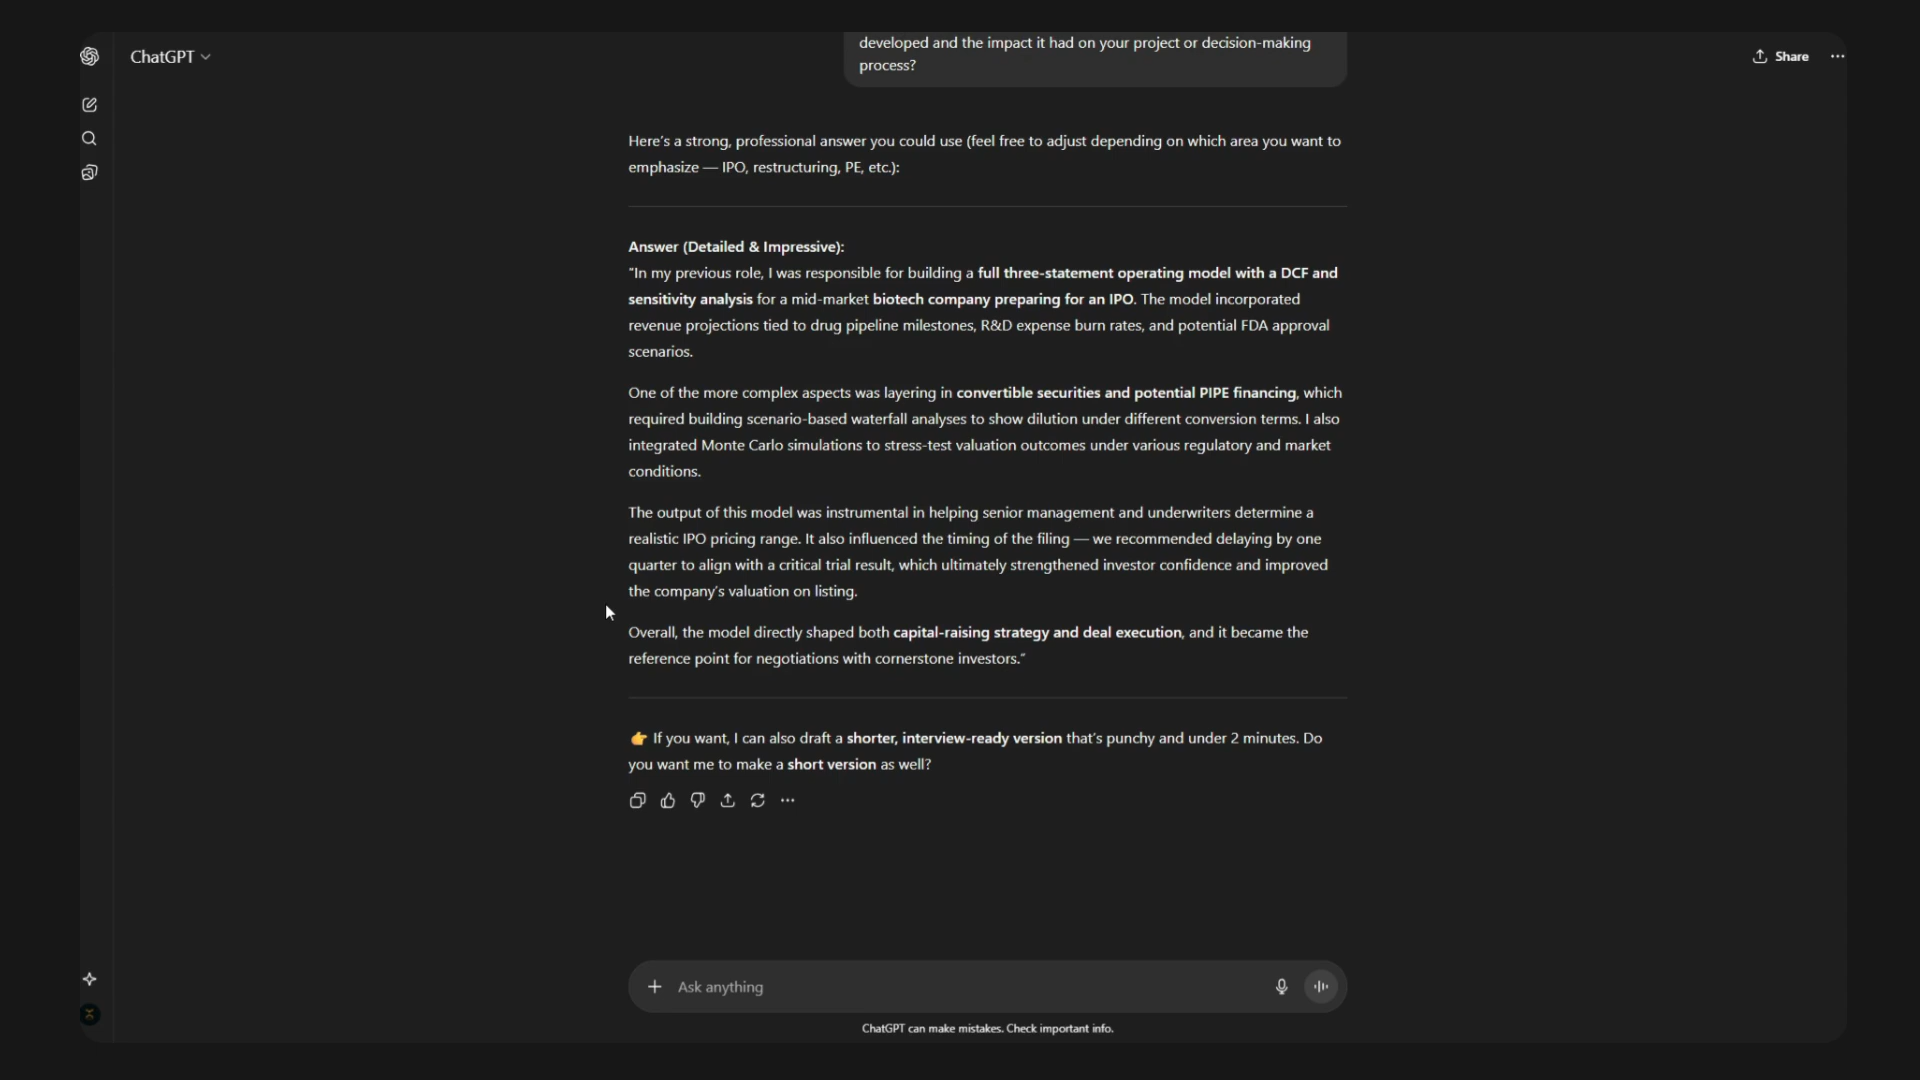 ChatGPT
Share
developed and the impact it had on your project or decision-making
process?
Here's a strong, professional answer you could use (feel free to adjust depending on which area you want to
emphasize — IPO, restructuring, PE, etc.):
Answer (Detailed & Impressive):
"In my previous role, I was responsible for building a full three-statement operating model with a DCF and
sensitivity analysis for a mid-market biotech company preparing for an IPO. The model incorporated
revenue projections tied to drug pipeline milestones, R&D expense burn rates, and potential FDA approval
scenarios.
One of the more complex aspects was layering in convertible securities and potential PIPE financing, which
required building scenario-based waterfall analyses to show dilution under different conversion terms. I also
integrated Monte Carlo simulations to stress-test valuation outcomes under various regulatory and market
conditions.
The output of this model was instrumental in helping senior management and underwriters determine a
realistic IPO pricing range. It also influenced the timing of the filing — we recommended delaying by one
quarter to align with a critical trial result, which ultimately strengthened investor confidence and improved
the company's valuation on listing.
Overall, the model directly shaped both capital-raising strategy and deal execution, and it became the
reference point for negotiations with cornerstone investors."
👉 If you want, I can also draft a shorter, interview-ready version that's punchy and under 2 minutes. Do
you want me to make a short version as well?
Ask anything
ChatGPT can make mistakes. Check important info.